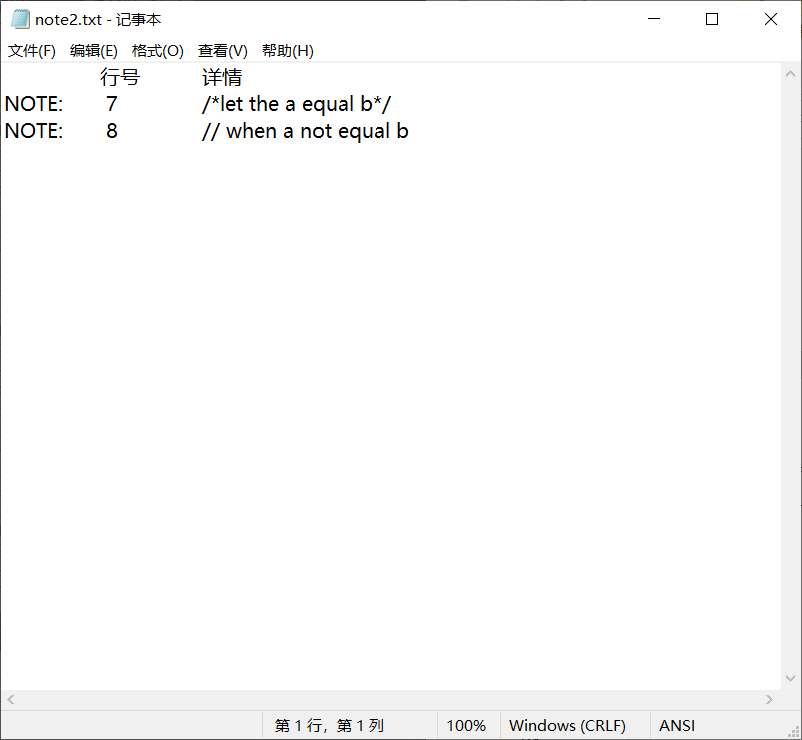 note2.txt - 记事本
文件(F) 编辑(E) 格式(O) 查看(V) 帮助(H)
行号 详情
NOTE: 7 /*let the a equal b*/
NOTE: 8 // when a not equal b
第 1 行，第 1 列 100% Windows (CRLF) ANSI